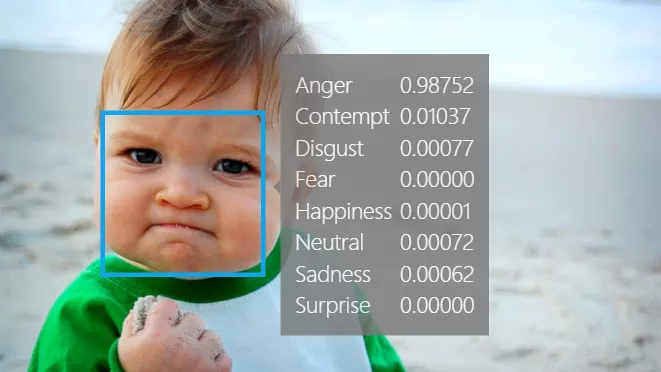 Anger 0.98752
Contempt 0.01037
Disgust 0.00077
Fear 0.00000
Happiness 0.00001
Neutral 0.00072
Sadness 0.00062
Surprise 0.00000